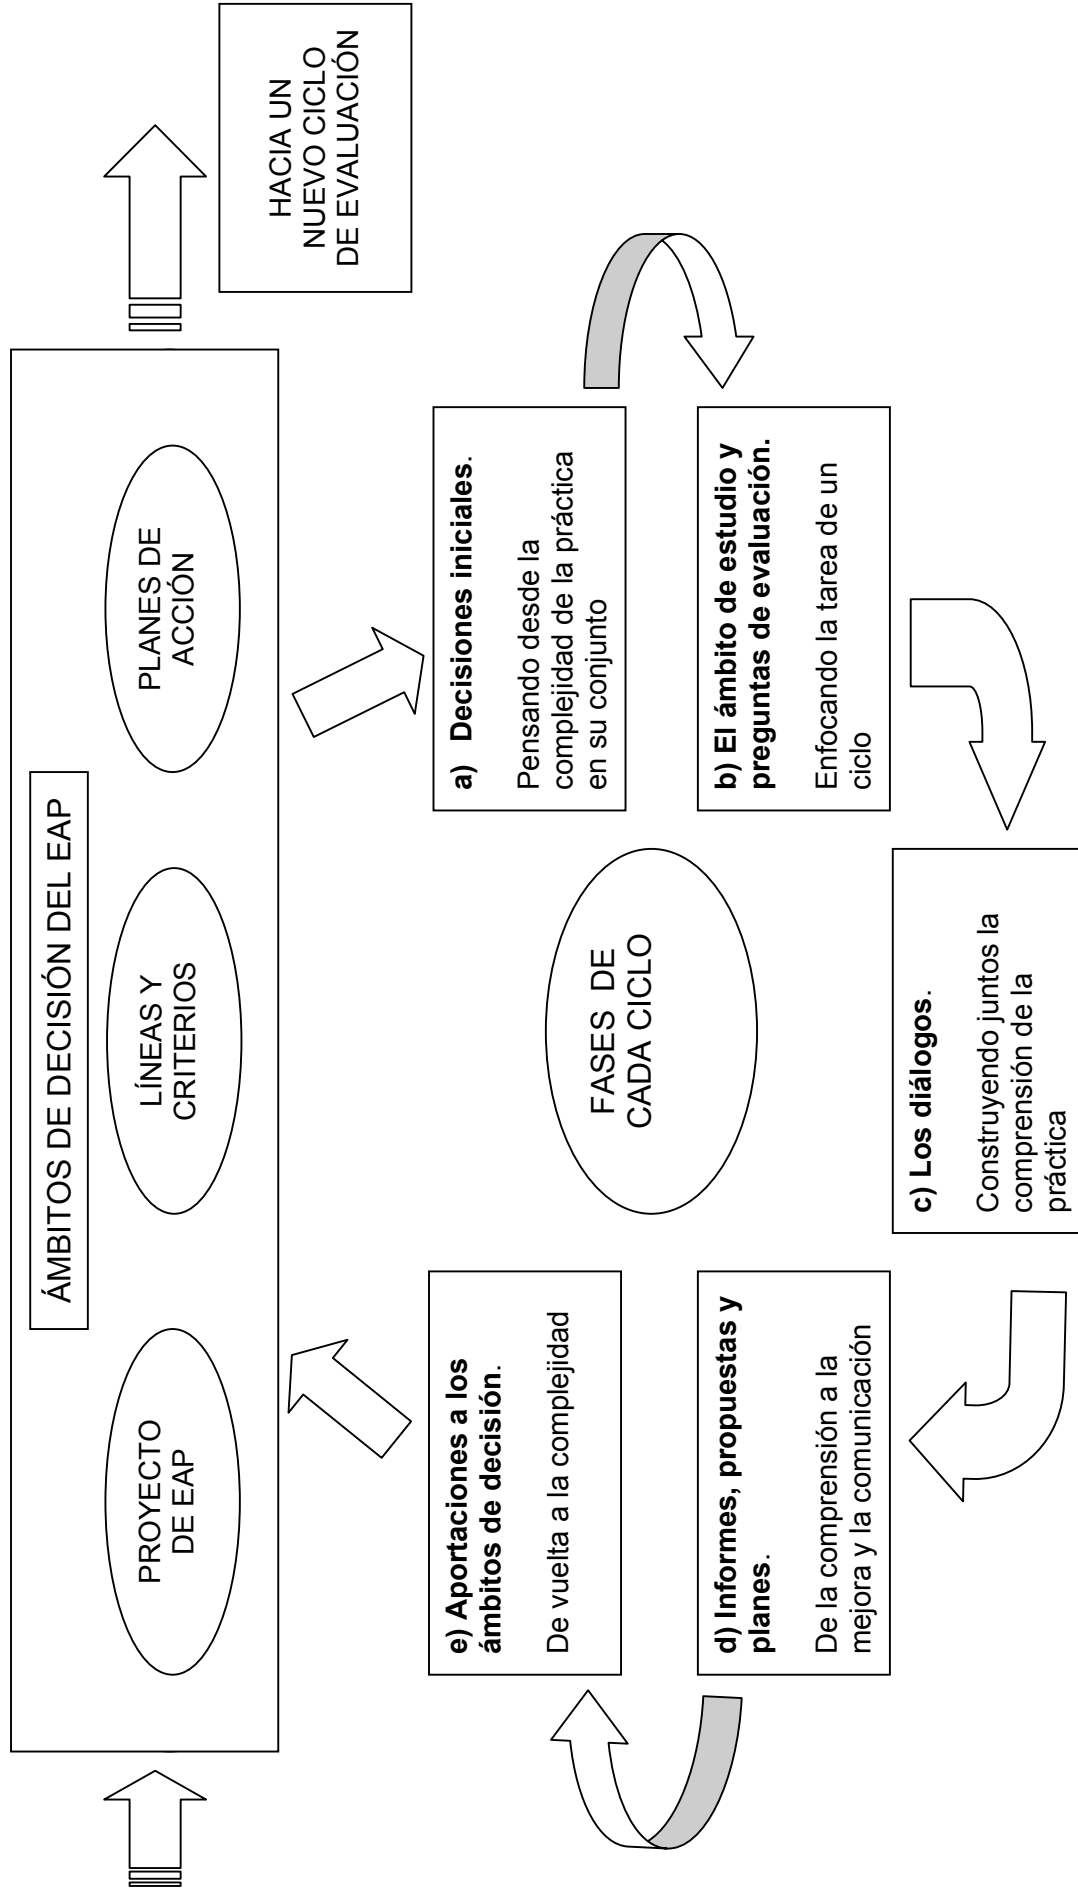 ÁMBITOS DE DECISIÓN DEL EAP
PROYECTO
DE EAP
LÍNEAS Y
CRITERIOS
PLANES DE
ACCIÓN
HACIA UN
NUEVO CICLO
DE EVALUACIÓN
a) Decisiones iniciales.
Pensando desde la
complejidad de la práctica
en su conjunto
b) El ámbito de estudio y
preguntas de evaluación.
Enfocando la tarea de un
ciclo
c) Los diálogos.
Construyendo juntos la
comprensión de la
práctica
d) Informes, propuestas y
planes.
De la comprensión a la
mejora y la comunicación
e) Aportaciones a los
ámbitos de decisión.
De vuelta a la complejidad
FASES DE
CADA CICLO